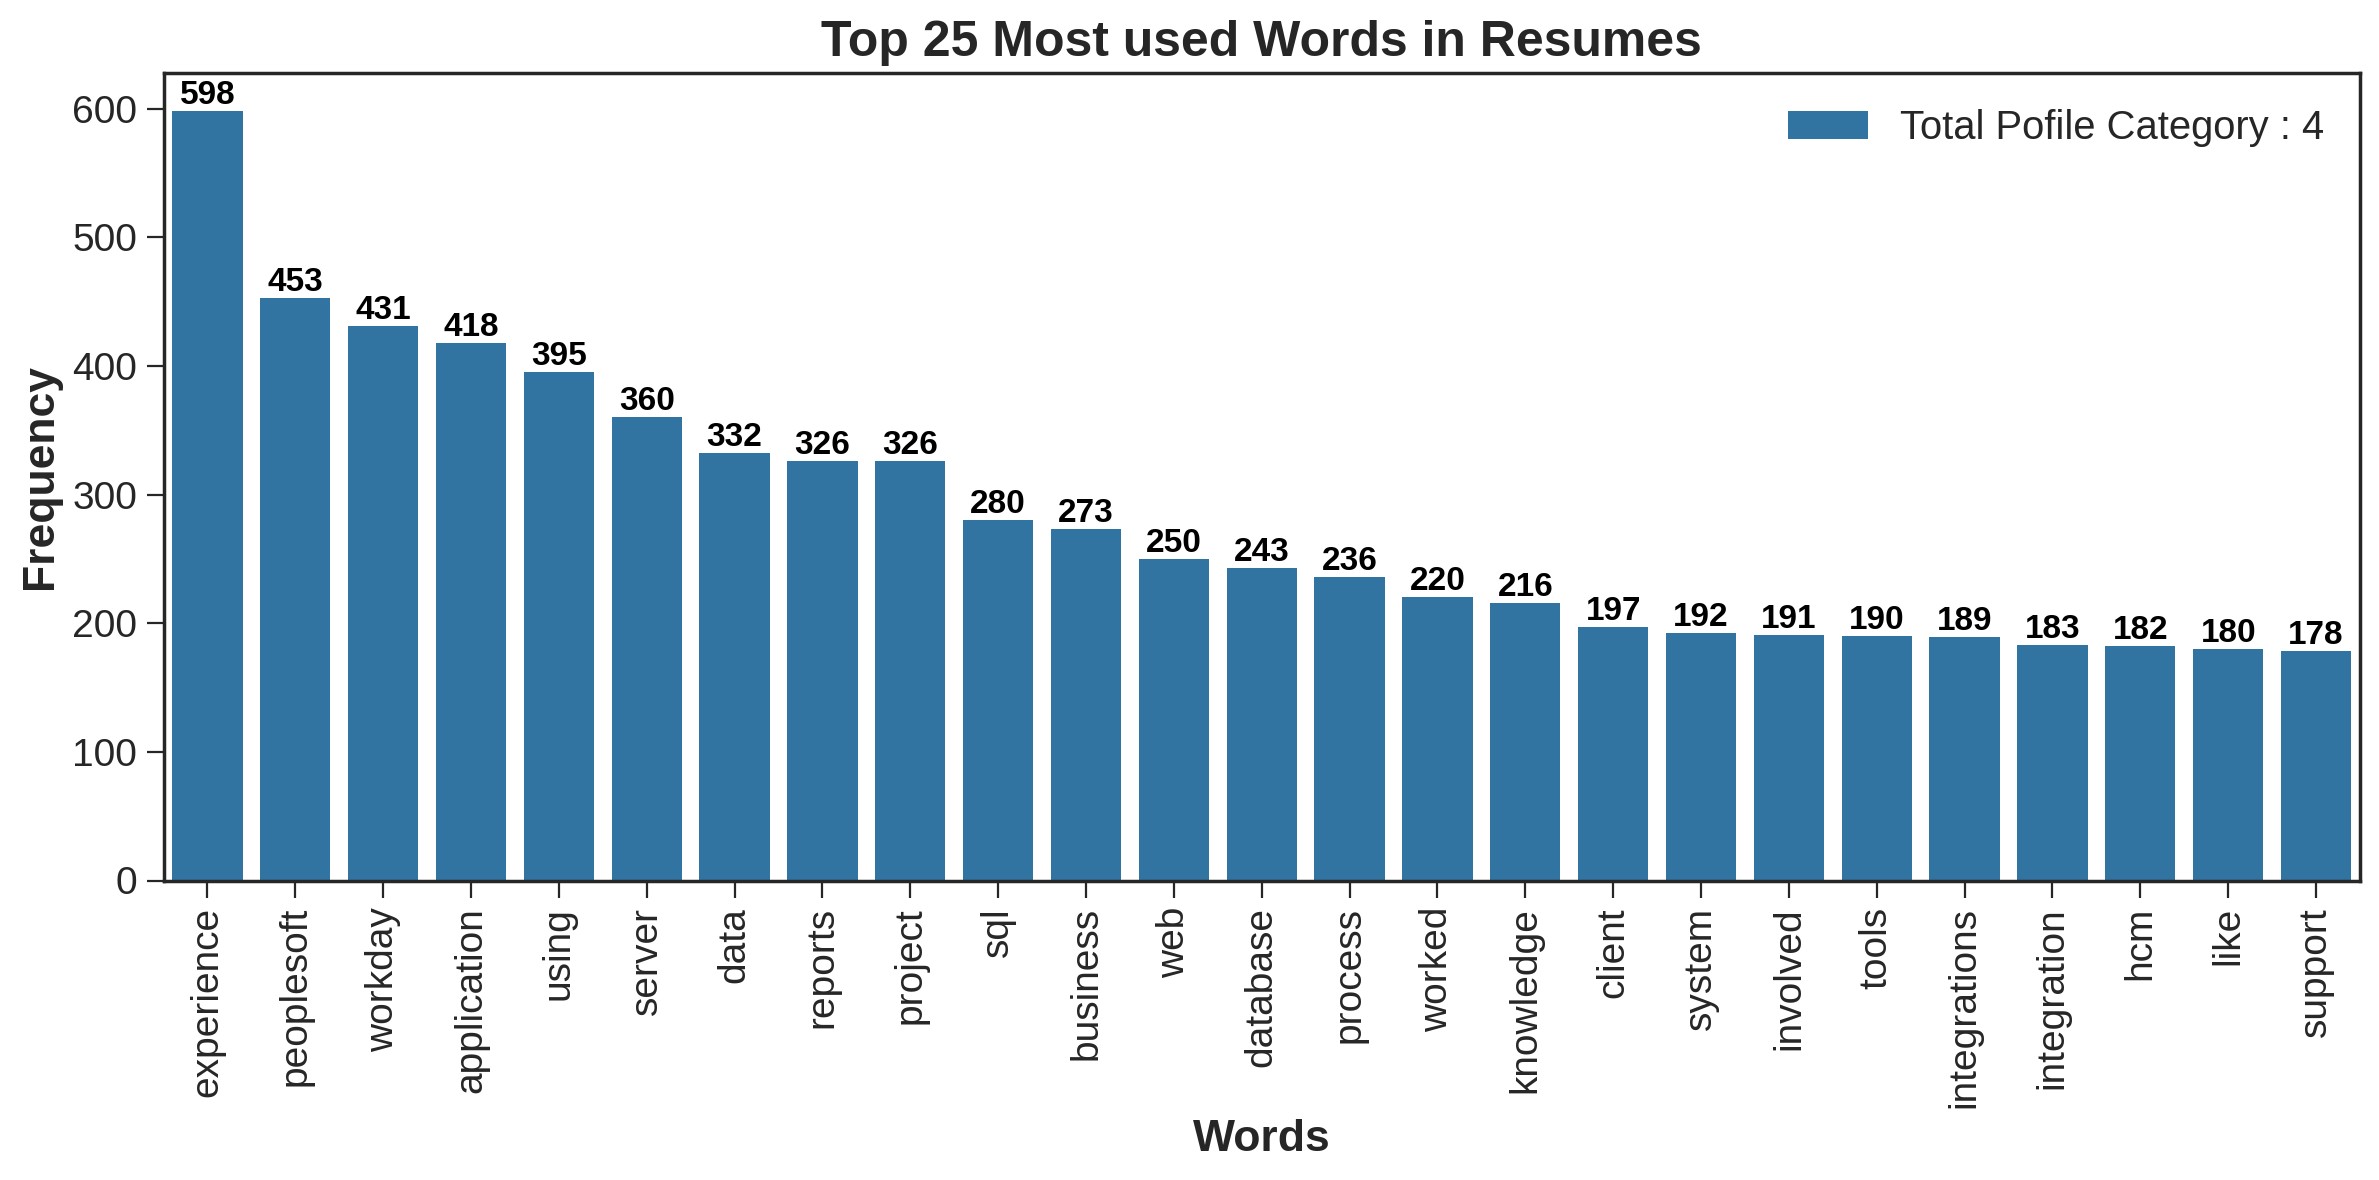 Top 25 Most used Words in Resumes
Total Pofile Category : 4
Frequency
600
500
400
300
200
100
0
598
453
431
418
395
360
332
326
326
280
273
250
243
236
220
216
197
192
191
190
189
183
182
180
178
experience
peoplesoft
workday
application
using
server
data
reports
project
sql
business
web
database
process
worked
knowledge
client
system
involved
tools
integrations
integration
hcm
like
support
Words